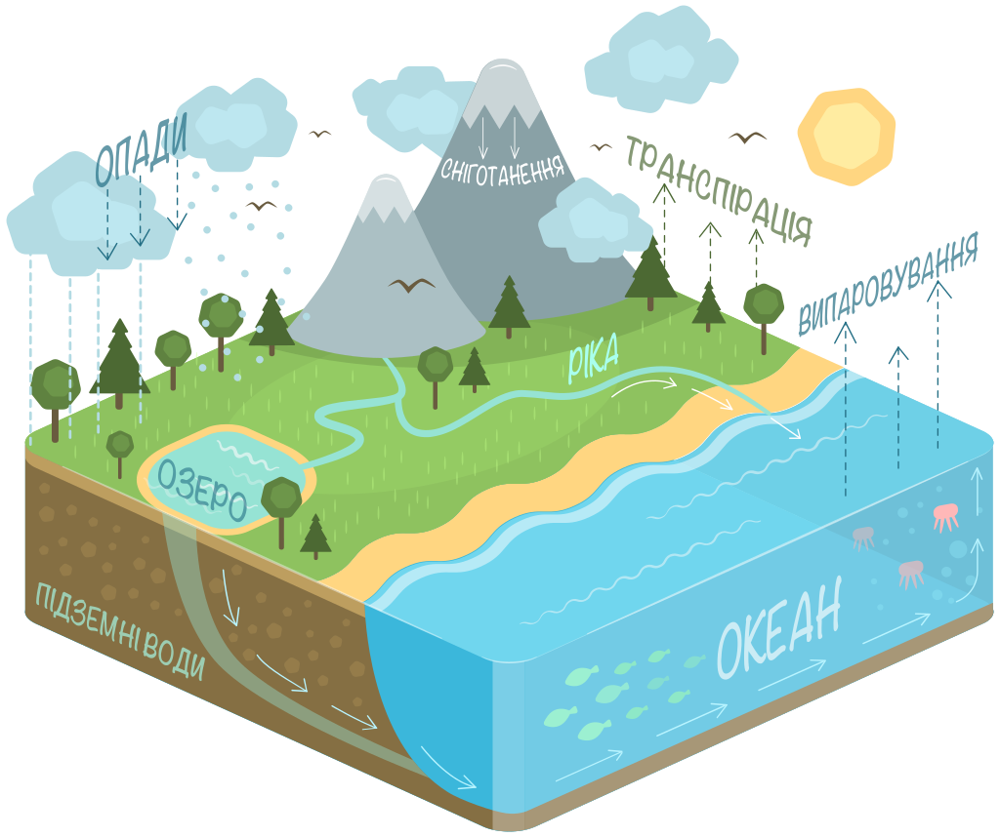 ОПАДИ
СНІГОТАНЕННЯ
ТРАНСПІРАЦІЯ
ВИПАРОВУВАННЯ
РІКА
ОЗЕРО
ПІДЗЕМНІ ВОДИ
ОКЕАН